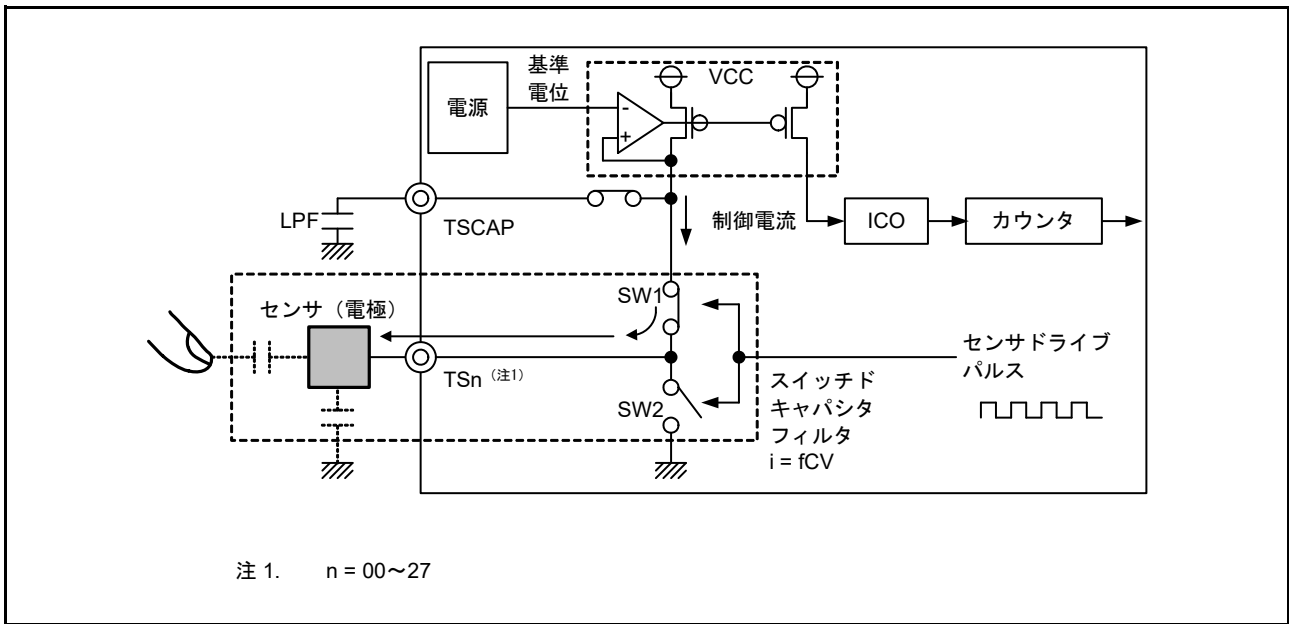 基準
電位
VCC
電源
-
+
LPF
TSCAP
制御電流
ICO
カウンタ
センサ（電極）
SW1
TSn（注1）
SW2
スイッチド
キャパシタ
フィルタ
i = fCV
センサドライブ
パルス
注 1. n = 00～27